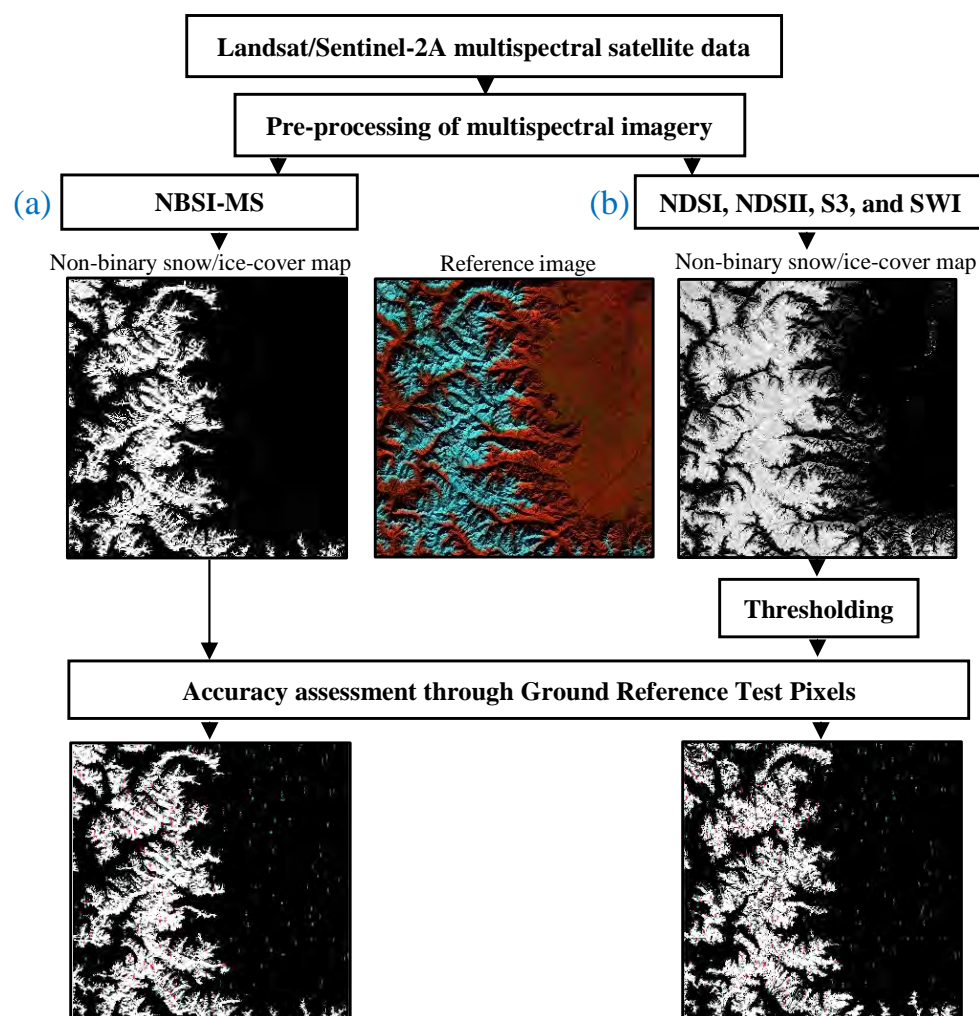 Landsat/Sentinel-2A multispectral satellite data
Pre-processing of multispectral imagery
(a)
NBSI-MS
(b)
NDSI, NDSII, S3, and SWI
Non-binary snow/ice-cover map
Reference image
Non-binary snow/ice-cover map
Thresholding
Accuracy assessment through Ground Reference Test Pixels